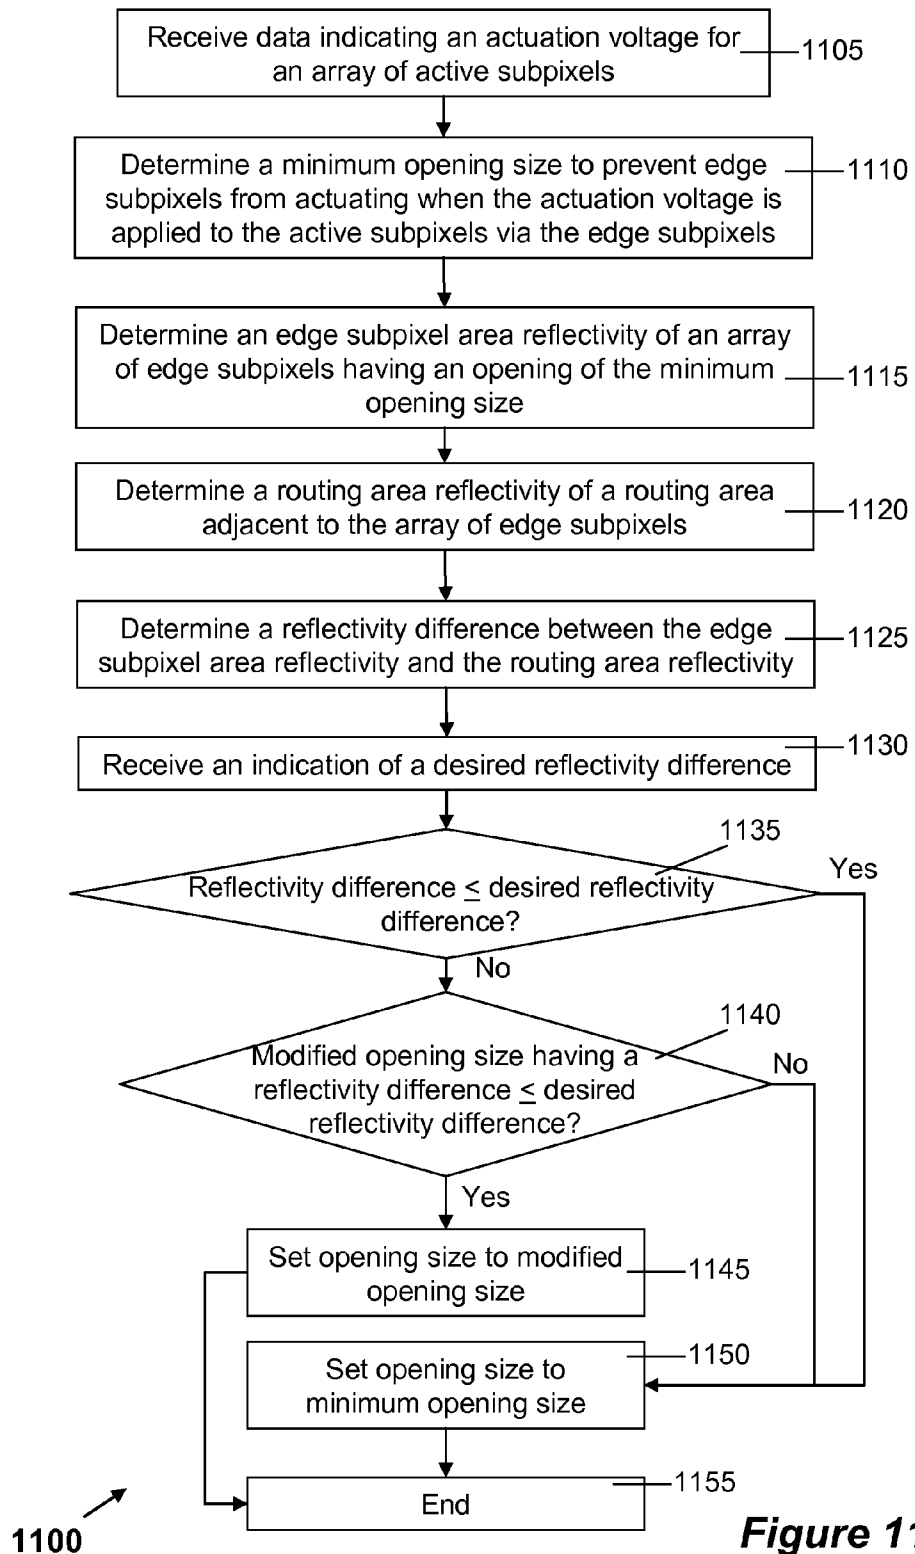 Receive data indicating an actuation voltage for
an array of active subpixels
1105
Determine a minimum opening size to prevent edge
subpixels from actuating when the actuation voltage is
applied to the active subpixels via the edge subpixels
1110
Determine an edge subpixel area reflectivity of an array
of edge subpixels having an opening of the minimum
opening size
1115
Determine a routing area reflectivity of a routing area
adjacent to the array of edge subpixels
1120
Determine a reflectivity difference between the edge
subpixel area reflectivity and the routing area reflectivity
1125
Receive an indication of a desired reflectivity difference
1130
1135
Yes
Reflectivity difference ≤ desired reflectivity
difference?
No
1140
No
Modified opening size having a
reflectivity difference ≤ desired
reflectivity difference?
Yes
Set opening size to modified
opening size
1145
Set opening size to
minimum opening size
1150
End
1155
1100
Figure 11